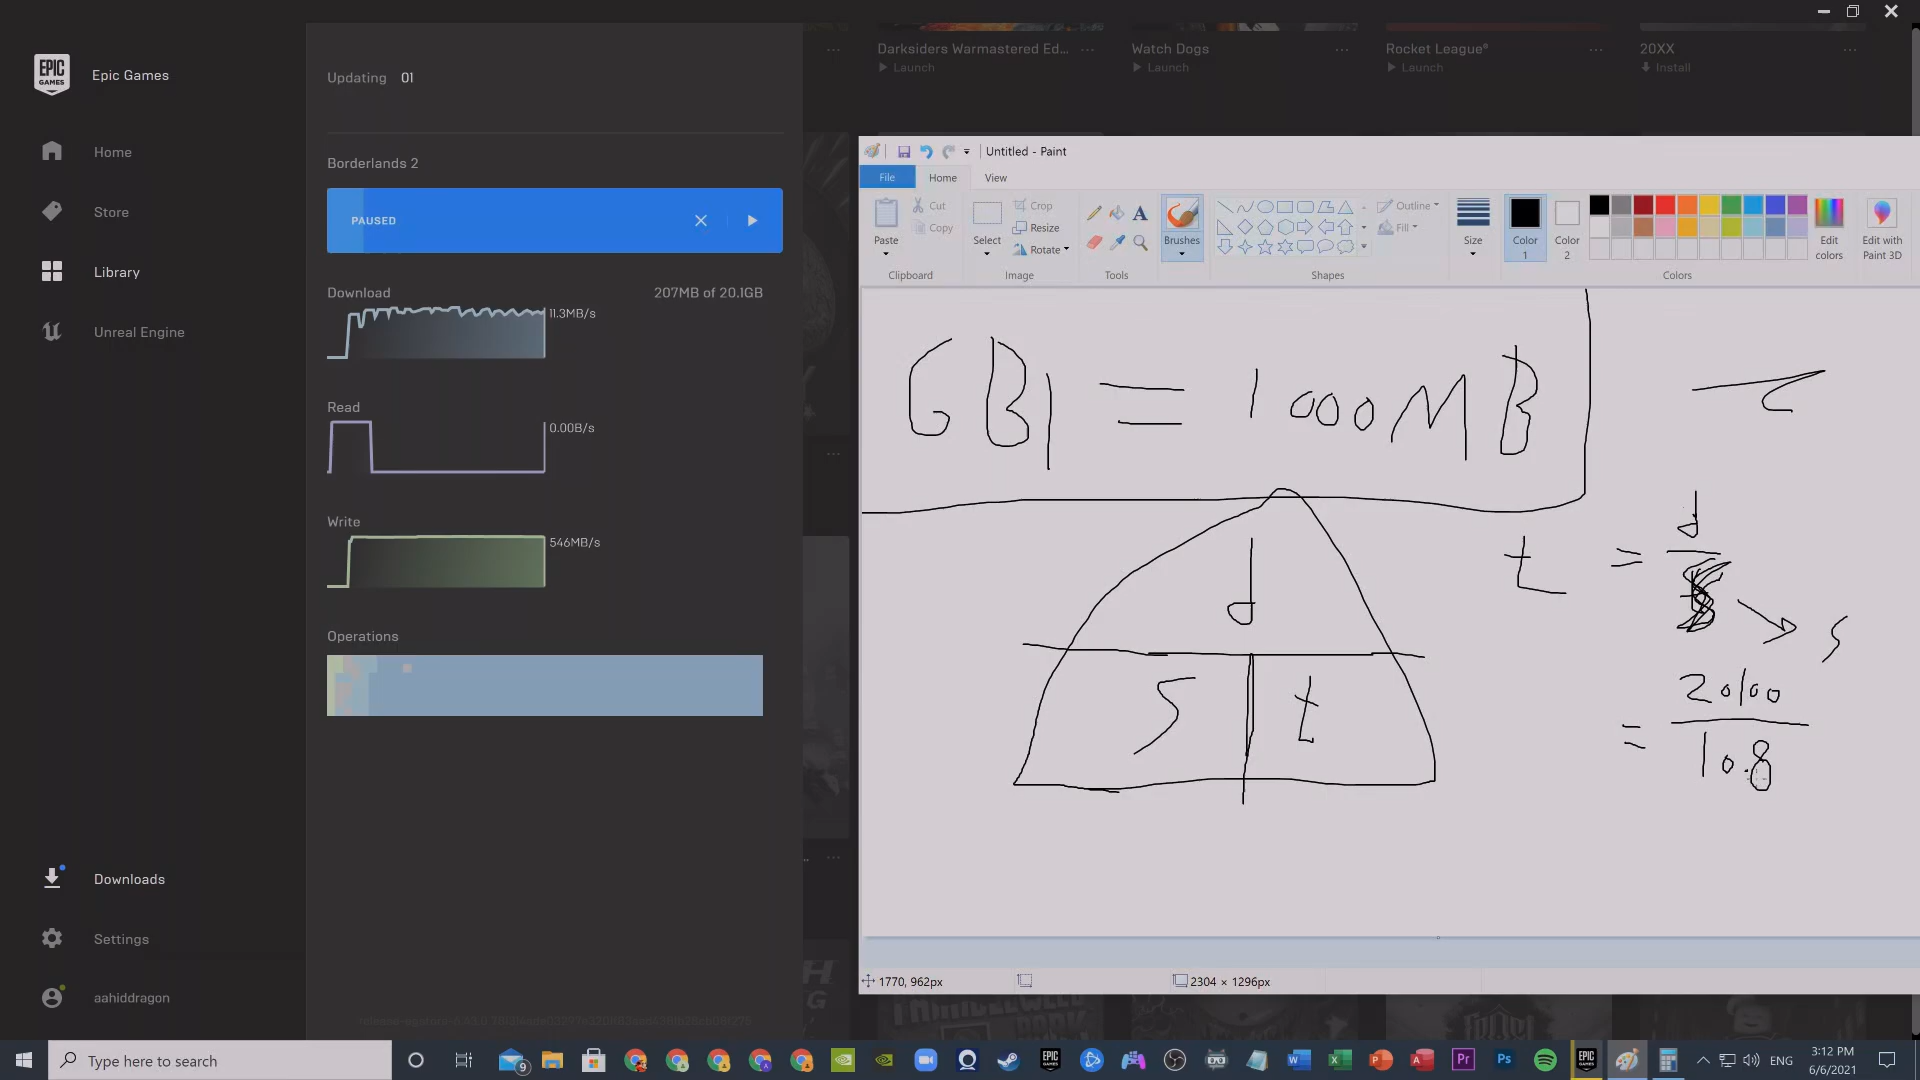 Epic Games
Home
Store
Library
Unreal Engine
Downloads
Settings
aahiddragon
Updating 01
Borderlands 2
PAUSED
Download 207MB of 20.1GB
11.3MB/s
Read
0.00B/s
Write
546MB/s
Operations
Darksiders Warmastered Ed...
Launch
Watch Dogs
Launch
Rocket League®
Launch
20XX
Install
Untitled - Paint
File Home View
Paste
Cut
Copy
Clipboard
Select
Crop
Resize
Rotate
Image
Tools
Brushes
Shapes
Outline
Fill
Size
Color 1
Color 2
Edit colors
Colors
Edit with Paint 3D
GB1 = 1000MB
d
s t
t = d
s
= 20100
10.8
1770, 962px
2304 × 1296px
Type here to search
9
ENG
3:12 PM
6/6/2021